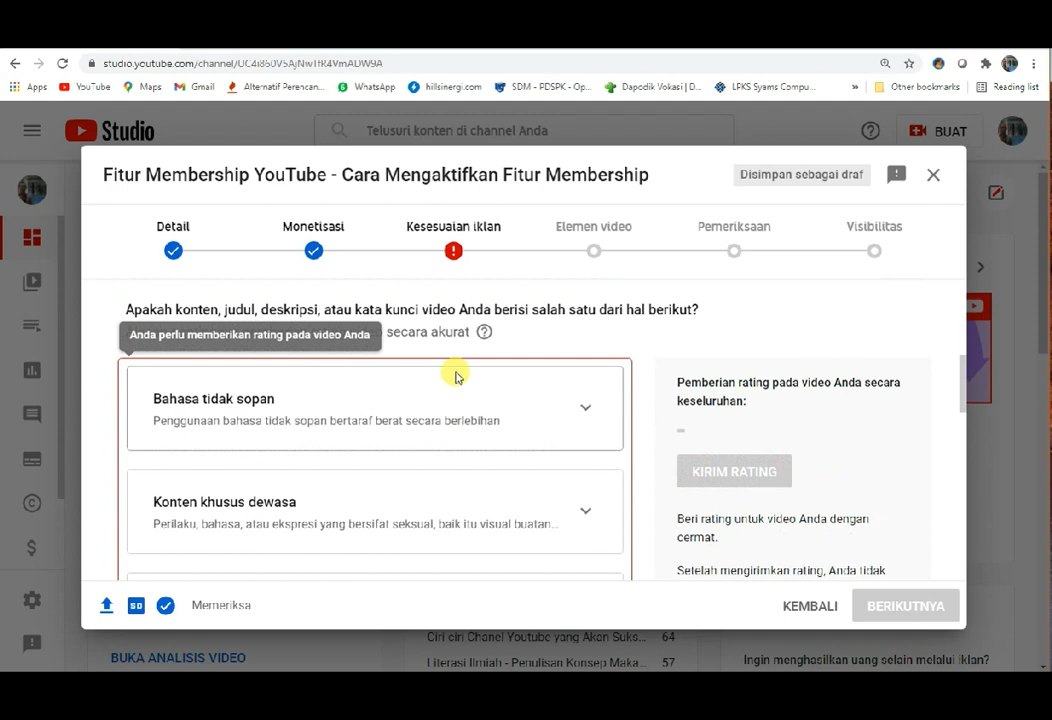 studio.youtube.com/channel/
Apps YouTube Maps Gmail Alternatif Perencan... WhatsApp hillsinergi.com SDM - PDSPK - Op... Dapodik Vokasi | D... LPKS Syams Compu... » Other bookmarks Reading list
Studio
Telusuri konten di channel Anda
BUAT
Fitur Membership YouTube - Cara Mengaktifkan Fitur Membership
Disimpan sebagai draf
Detail Monetisasi Kesesuaian iklan Elemen video Pemeriksaan Visibilitas
Apakah konten, judul, deskripsi, atau kata kunci video Anda berisi salah satu dari hal berikut?
Anda perlu memberikan rating pada video Anda
secara akurat
Bahasa tidak sopan
Penggunaan bahasa tidak sopan bertaraf berat secara berlebihan
Konten khusus dewasa
Perilaku, bahasa, atau ekspresi yang bersifat seksual, baik itu visual buatan...
Pemberian rating pada video Anda secara
keseluruhan:
–
KIRIM RATING
Beri rating untuk video Anda dengan
cermat.
Setelah mengirimkan rating, Anda tidak
SD Memeriksa
KEMBALI
BERIKUTNYA
Ciri ciri Chanel Youtube yang Akan Suks... 64
BUKA ANALISIS VIDEO
Literasi Ilmiah - Penulisan Konsep Maka... 57
Ingin menghasilkan uang selain melalui iklan?